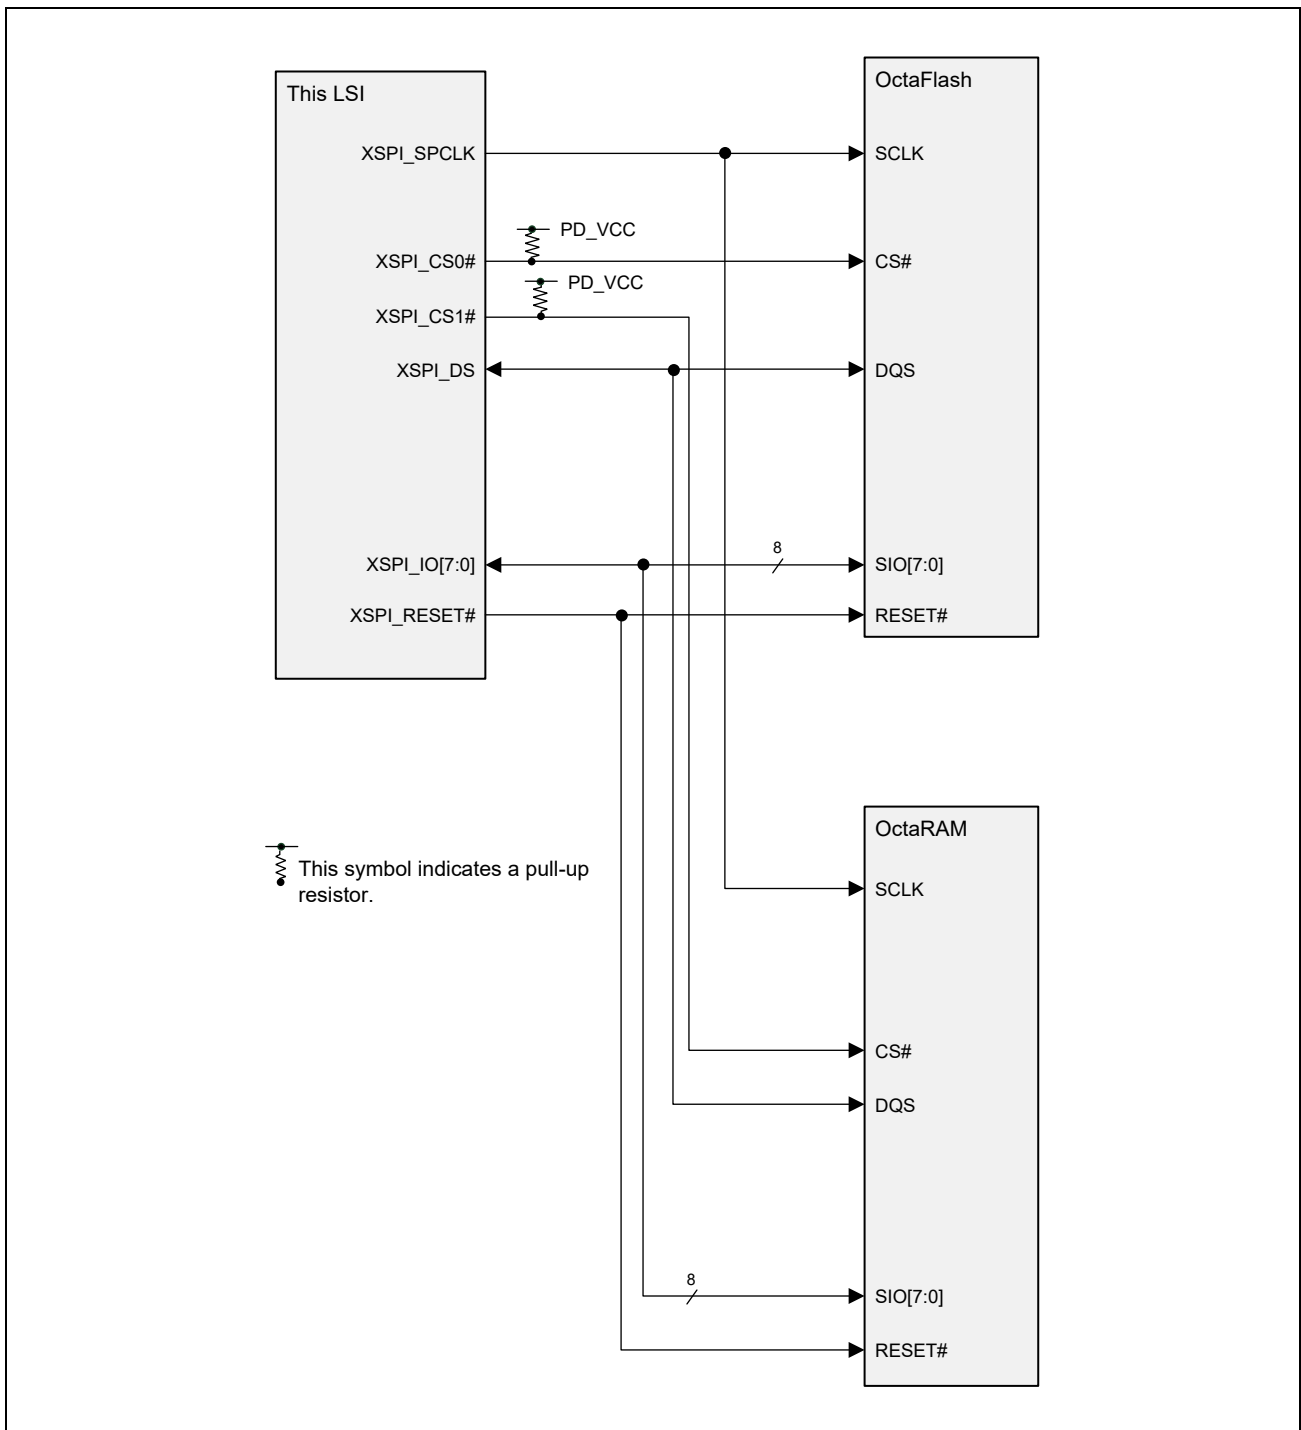 This LSI
XSPI_SPCLK
XSPI_CS0#
XSPI_CS1#
XSPI_DS
XSPI_IO[7:0]
XSPI_RESET#
PD_VCC
PD_VCC
8
OctaFlash
SCLK
CS#
DQS
SIO[7:0]
RESET#
This symbol indicates a pull-up
resistor.
8
OctaRAM
SCLK
CS#
DQS
SIO[7:0]
RESET#